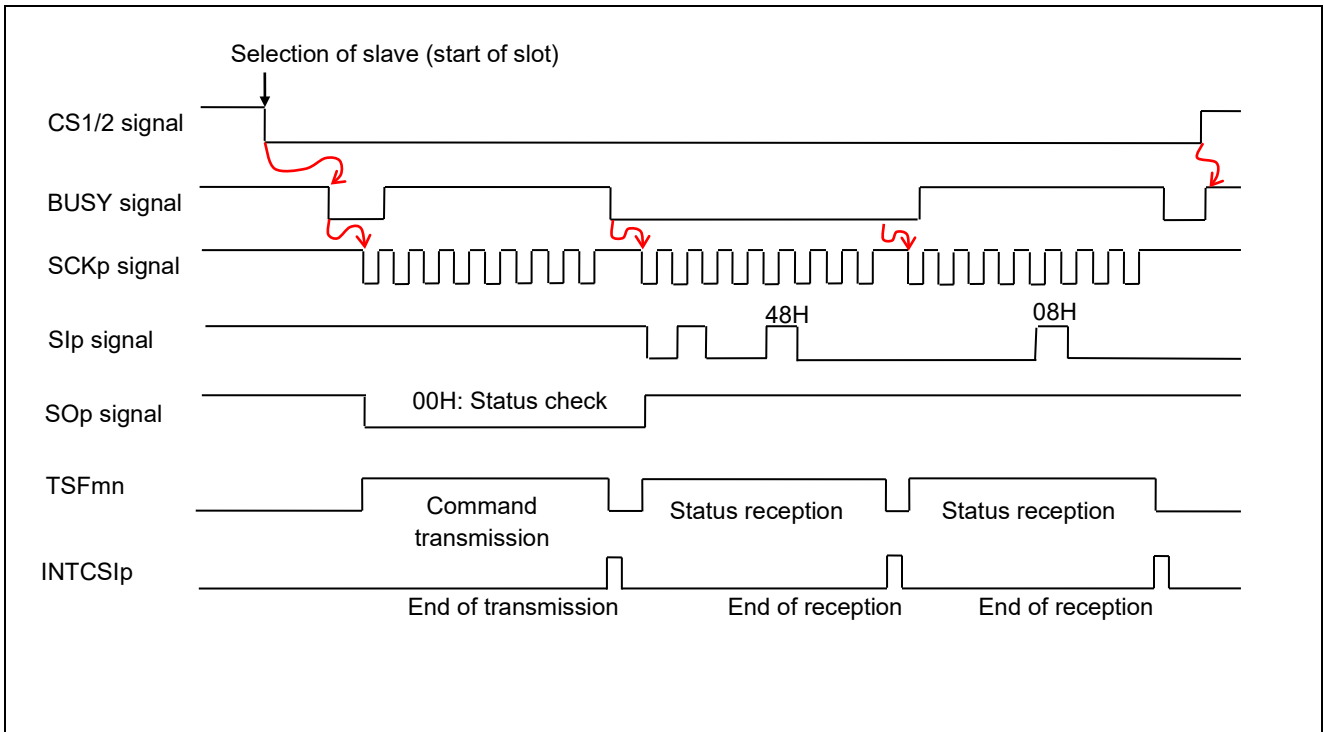 Selection of slave (start of slot)
CS1/2 signal
BUSY signal
SCKp signal
48H
08H
SIp signal
00H: Status check
SOp signal
TSFmn
Command
transmission
Status reception
Status reception
INTCSIp
End of transmission
End of reception
End of reception